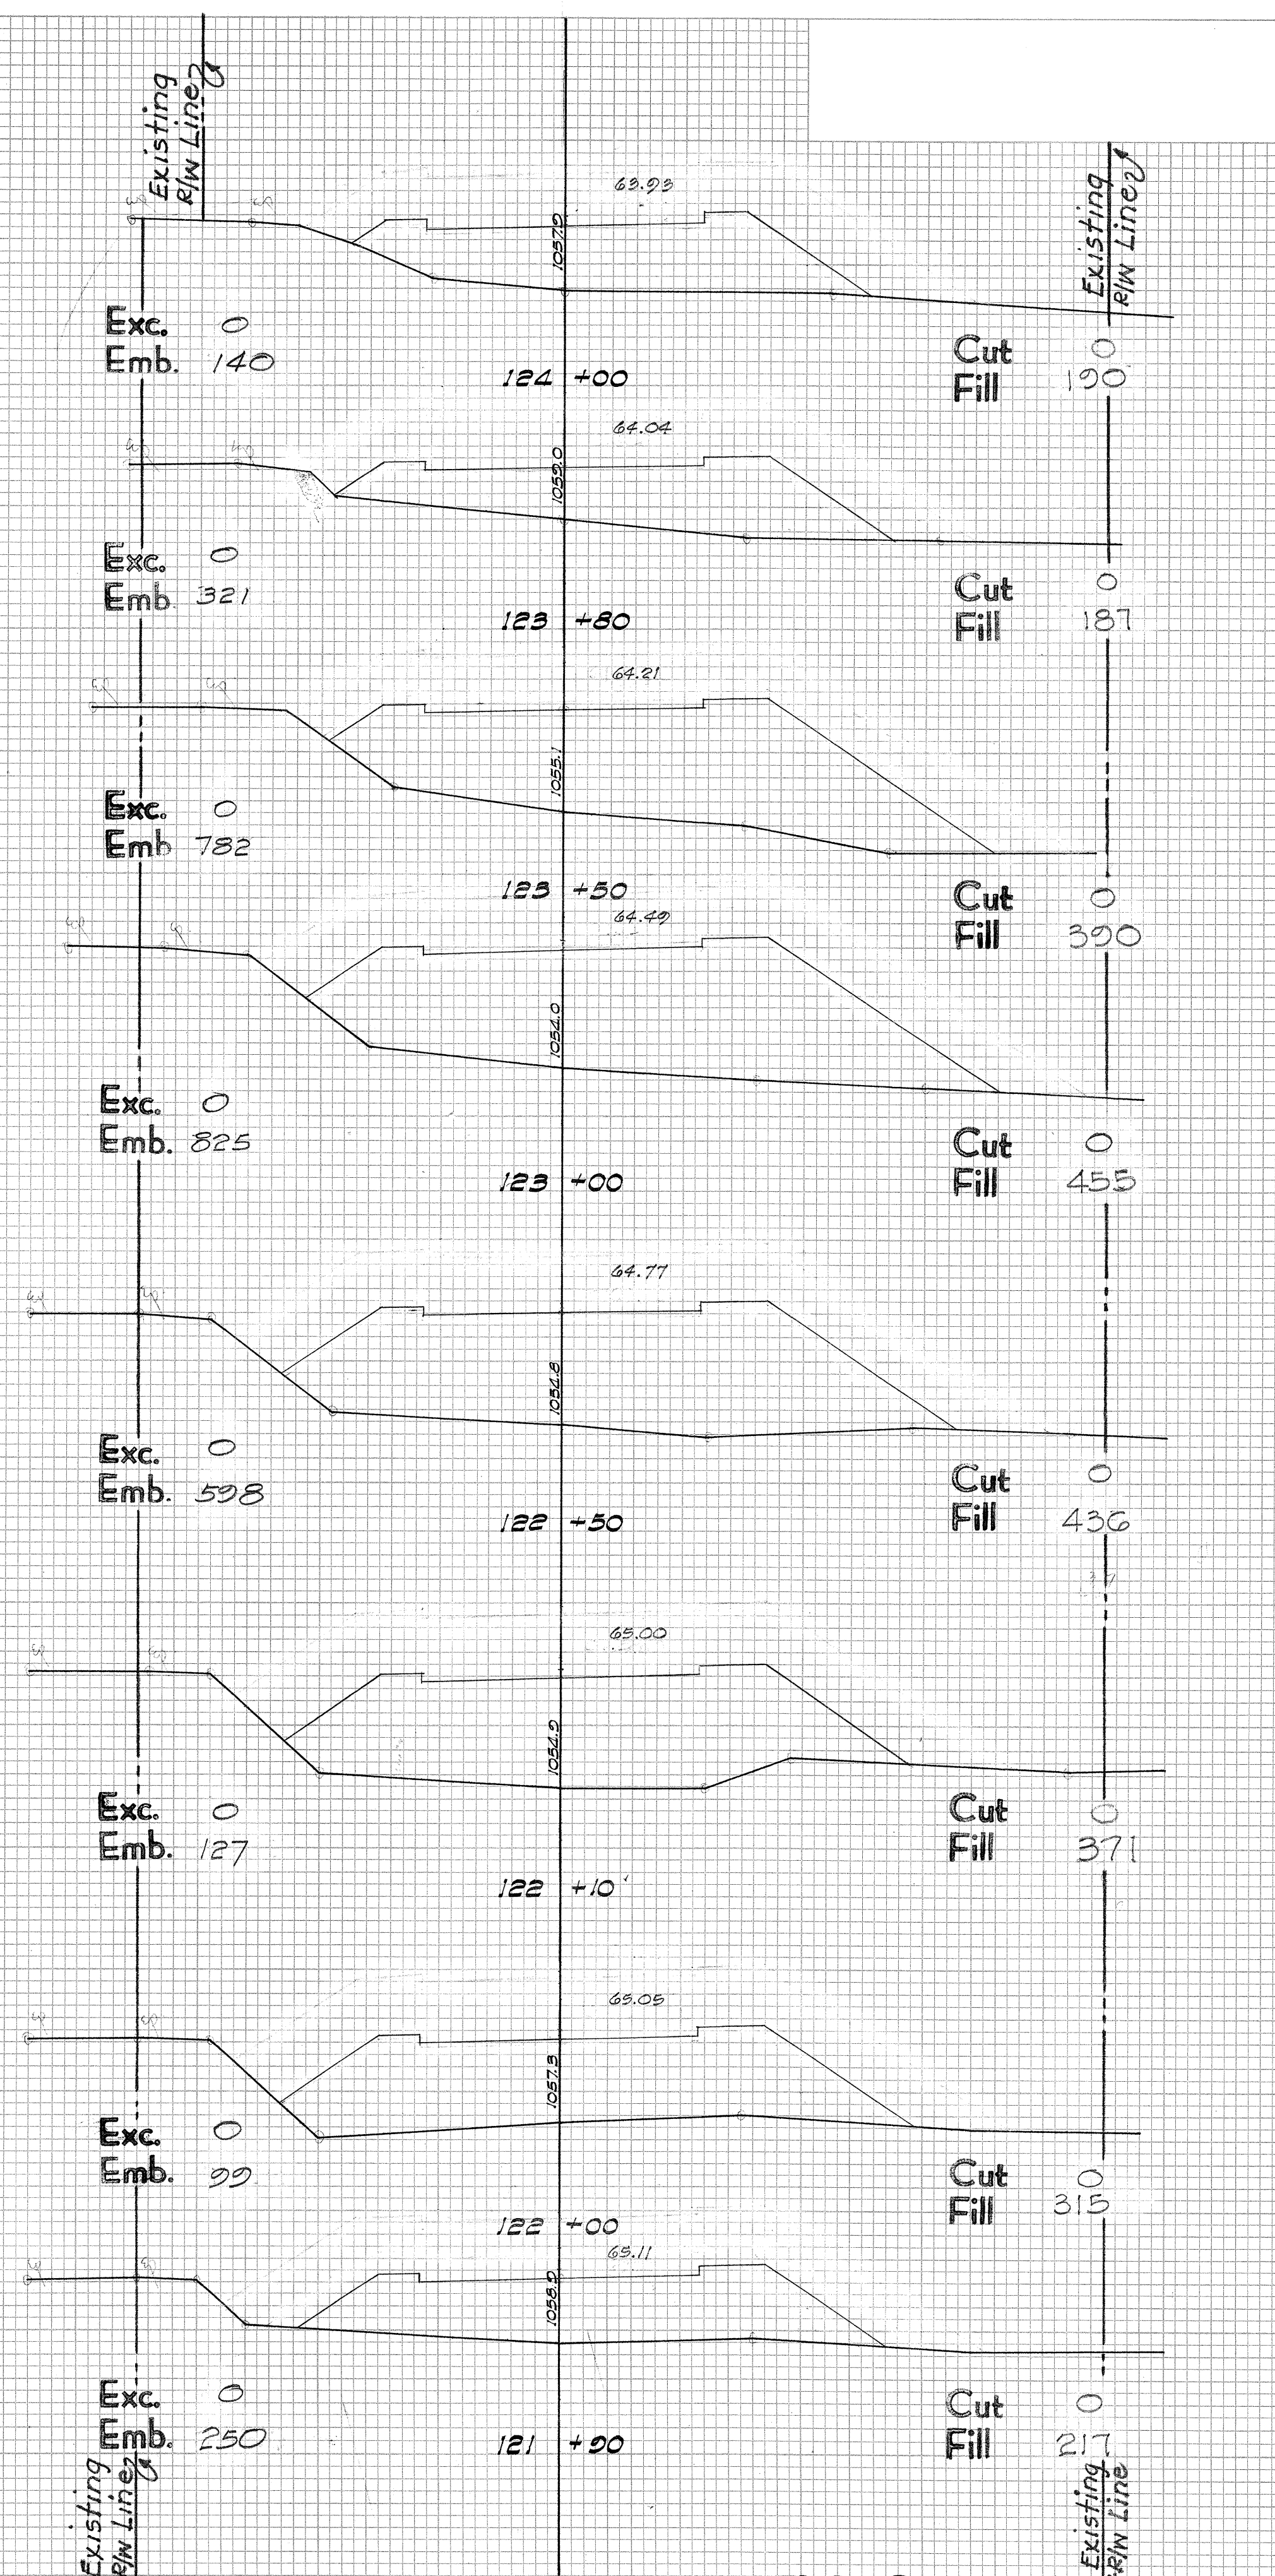 Existing
R/W Line
Existing
R/W Line
63.93
1057.9
Exc. 0
Emb. 140
Cut 0
Fill 190
124 +00
64.04
1059.0
Exc. 0
Emb 321
Cut 0
Fill 187
123 +80
64.21
1055.1
Exc. 0
Emb 782
123 +50
Cut 0
Fill 390
64.49
1054.0
Exc. 0
Emb. 825
Cut 0
Fill 455
123 +00
64.77
1054.8
Exc. 0
Emb. 598
Cut 0
Fill 436
122 +50
65.00
1054.9
Exc. 0
Emb. 127
Cut 0
Fill 371
122 +10
65.05
1057.3
Exc. 0
Emb. 99
Cut 0
Fill 315
122 +00
65.11
1058.9
Exc. 0
Emb. 250
Cut 0
Fill 217
121 +90
Existing
R/W Line
Existing
R/W Line